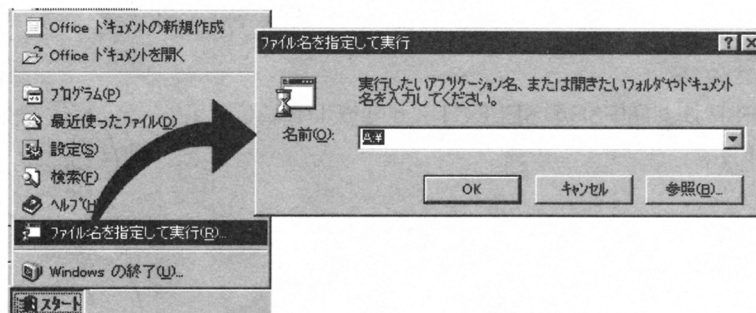 Office ドキュメントの新規作成
Office ドキュメントを開く
プログラム(P)
最近使ったファイル(D)
設定(S)
検索(F)
ヘルプ(H)
ファイル名を指定して実行(R)...
Windows の終了(U)...
スタート
ファイル名を指定して実行
実行したいアプリケーション名、または開きたいフォルダやドキュメント
名を入力してください。
名前(O):
A:¥
OK
キャンセル
参照(B)...